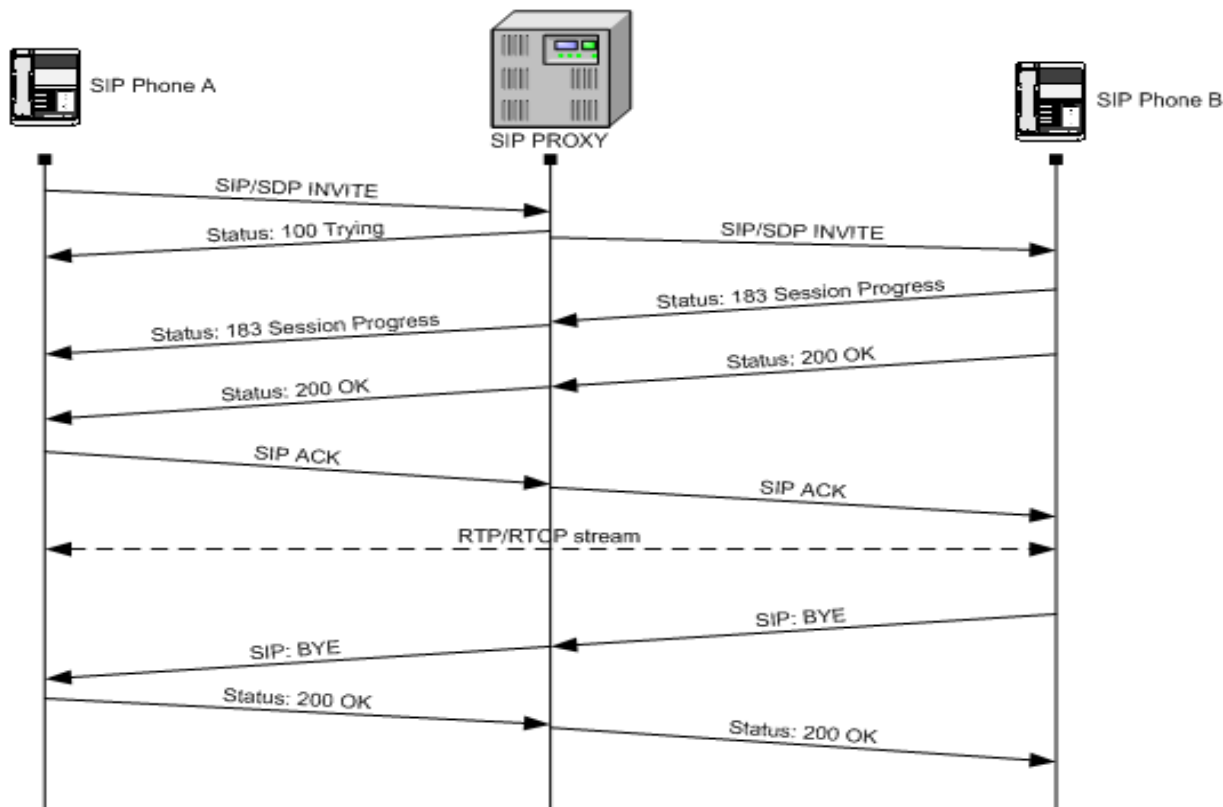 SIP Phone A
SIP PROXY
SIP Phone B
SIP/SDP INVITE
Status: 100 Trying
SIP/SDP INVITE
Status: 183 Session Progress
Status: 183 Session Progress
Status: 200 OK
Status: 200 OK
SIP ACK
SIP ACK
RTP/RTCP stream
SIP: BYE
SIP: BYE
Status: 200 OK
Status: 200 OK